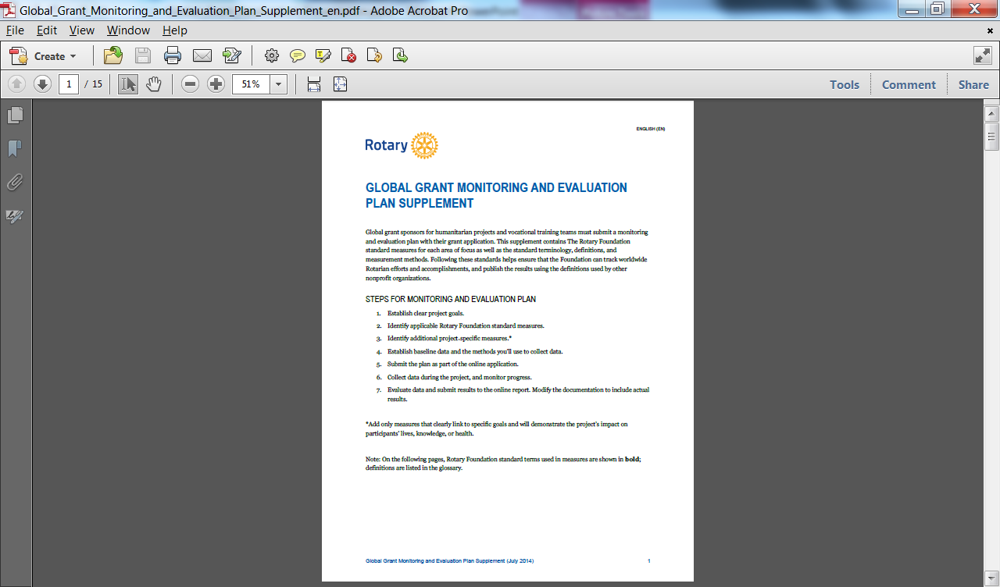 Global_Grant_Monitoring_and_Evaluation_Plan_Supplement_en.pdf - Adobe Acrobat Pro
File Edit View Window Help
Create
1 / 15 51% Tools Comment Share
ENGLISH (EN)
Rotary
GLOBAL GRANT MONITORING AND EVALUATION
PLAN SUPPLEMENT
Global grant sponsors for humanitarian projects and vocational training teams must submit a monitoring
and evaluation plan with their grant application. This supplement contains The Rotary Foundation
standard measures for each area of focus as well as the standard terminology, definitions, and
measurement methods. Following these standards helps ensure that the Foundation can track worldwide
Rotarian efforts and accomplishments, and publish the results using the definitions used by other
nonprofit organizations.
STEPS FOR MONITORING AND EVALUATION PLAN
1. Establish clear project goals.
2. Identify applicable Rotary Foundation standard measures.
3. Identify additional project-specific measures.*
4. Establish baseline data and the methods you'll use to collect data.
5. Submit the plan as part of the online application.
6. Collect data during the project, and monitor progress.
7. Evaluate data and submit results to the online report. Modify the documentation to include actual
results.
*Add only measures that clearly link to specific goals and will demonstrate the project's impact on
participants' lives, knowledge, or health.
Note: On the following pages, Rotary Foundation standard terms used in measures are shown in bold;
definitions are listed in the glossary.
Global Grant Monitoring and Evaluation Plan Supplement (July 2014) 1